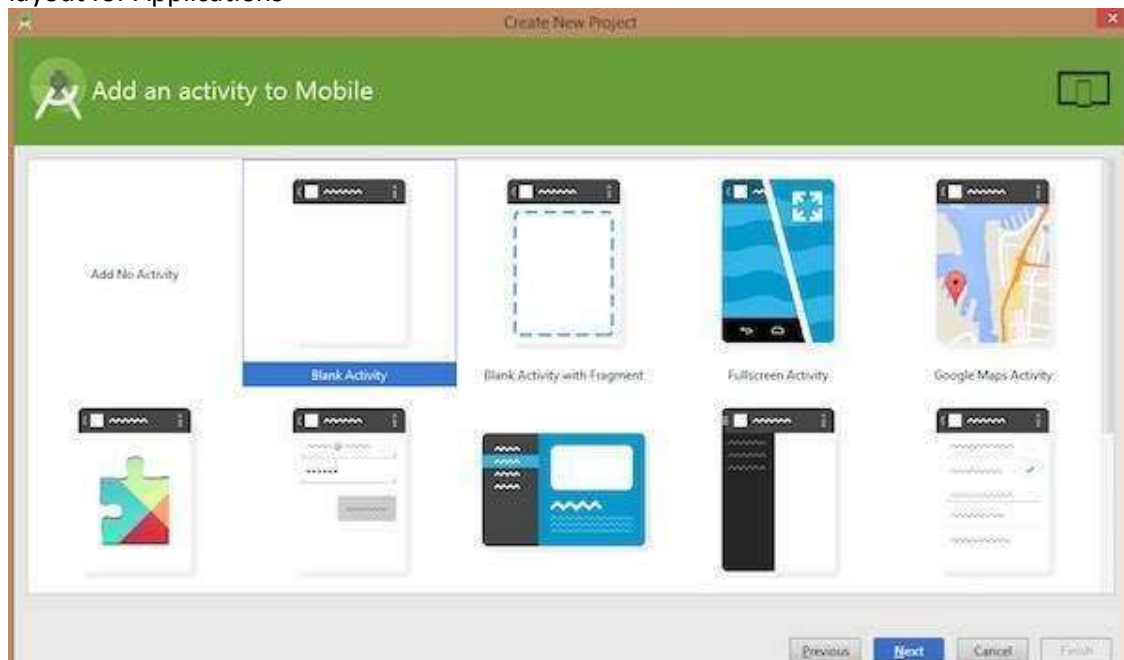 layout for Applications
Create New Project
Add an activity to Mobile
Add No Activity
Blank Activity
Blank Activity with Fragment
Fullscreen Activity
Google Maps Activity
Previous
Next
Cancel
Finish